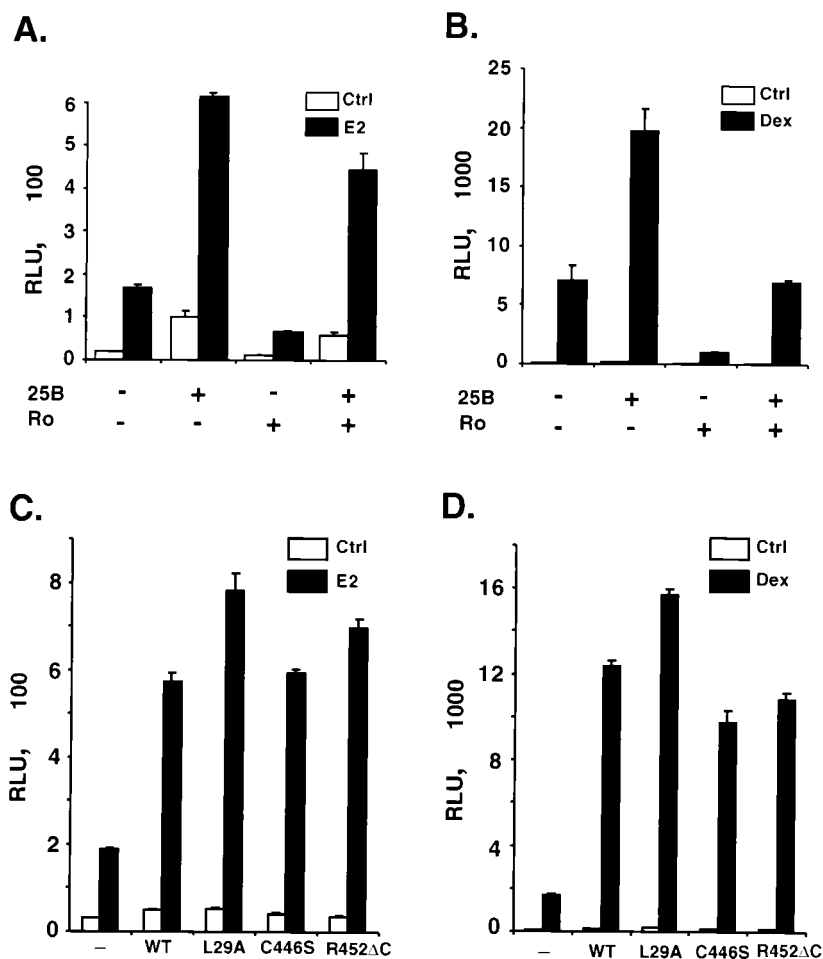 A.
RLU, 100
6
5
4
3
2
1
0
Ctrl
E2
25B - + - +
Ro - - + +
B.
RLU, 1000
25
20
15
10
5
0
Ctrl
Dex
25B - + - +
Ro - - + +
C.
RLU, 100
8
6
4
2
0
Ctrl
E2
– WT L29A C446S R452ΔC
D.
RLU, 1000
16
12
8
4
0
Ctrl
Dex
– WT L29A C446S R452ΔC